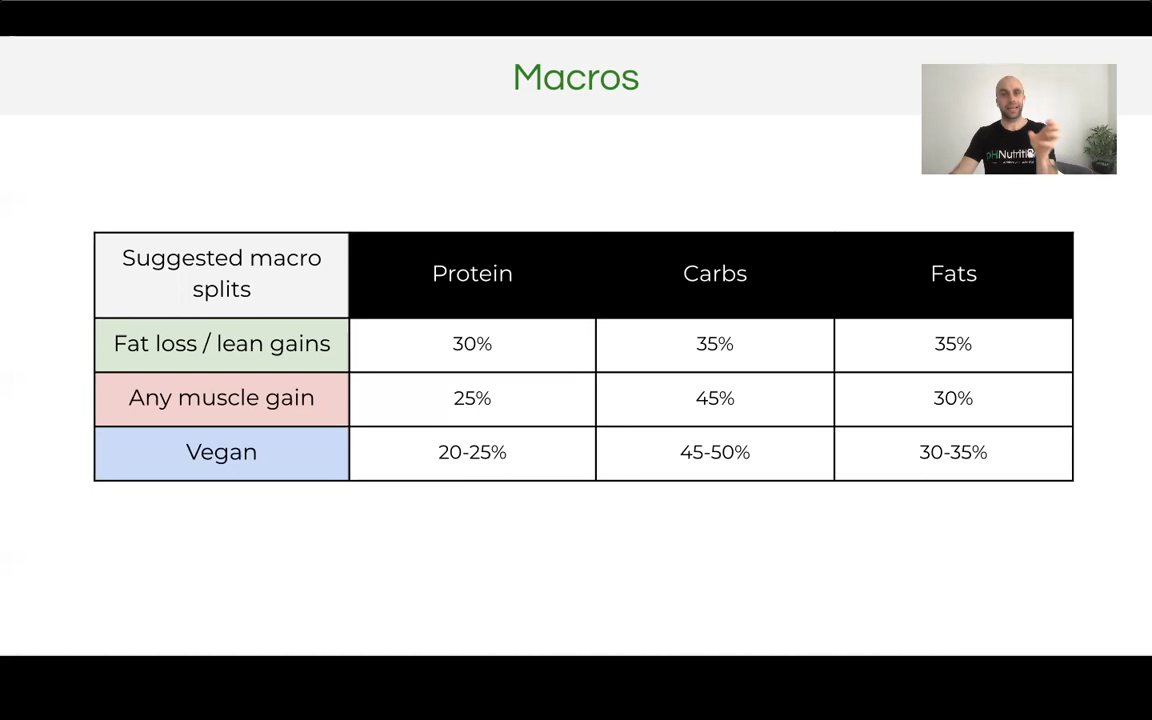 Macros
pHNutriti
Suggested macro
splits
Protein
Carbs
Fats
Fat loss / lean gains
30%
35%
35%
Any muscle gain
25%
45%
30%
Vegan
20-25%
45-50%
30-35%